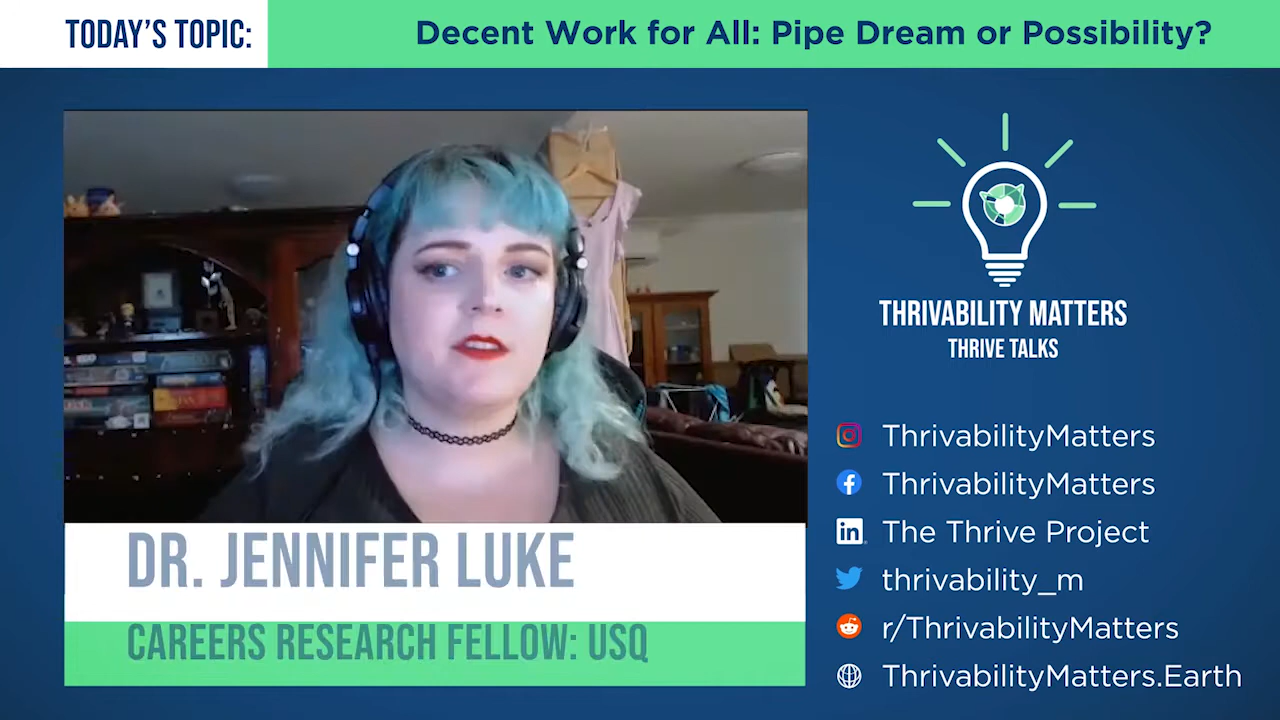 TODAY'S TOPIC:
Decent Work for All: Pipe Dream or Possibility?
THRIVABILITY MATTERS
THRIVE TALKS
ThrivabilityMatters
ThrivabilityMatters
in
The Thrive Project
thrivability_m
r/ThrivabilityMatters
ThrivabilityMatters.Earth
DR. JENNIFER LUKE
CAREERS RESEARCH FELLOW: USQ